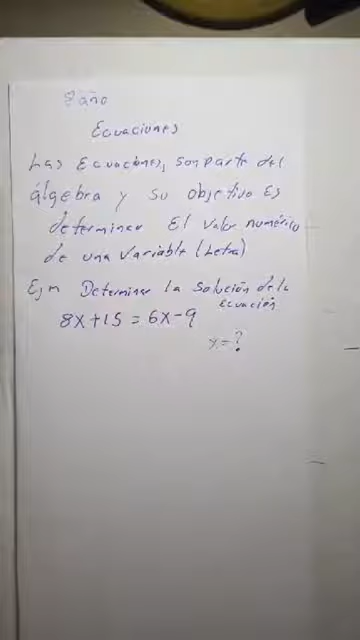 8 año
Ecuaciones
Las Ecuaciones, son parte del
álgebra y su objetivo Es
determinar El valor numérico
de una variable (Letra)
Ejm Determinar la solución de la
ecuación
8x+15 = 6x-9
x=?